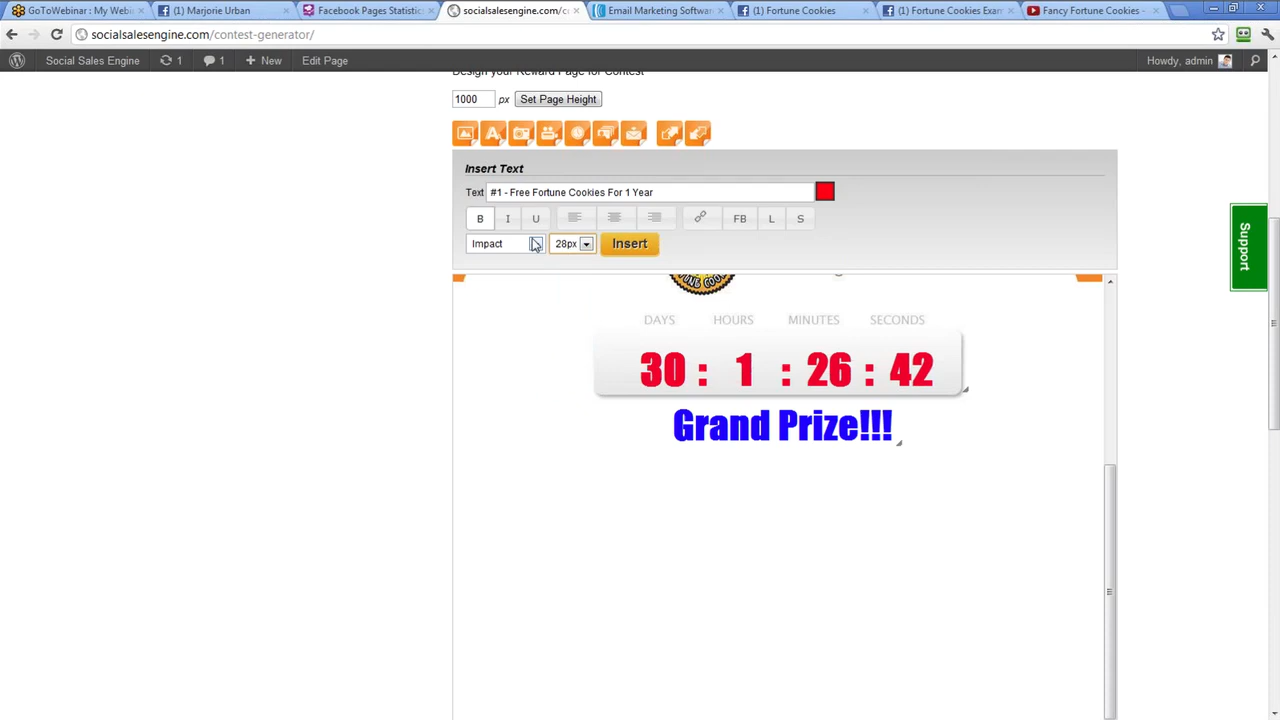 GoToWebinar : My Webi
(1) Marjorie Urban
Facebook Pages Statistic
socialsalesengine.com/c
Email Marketing Softwar
(1) Fortune Cookies
(1) Fortune Cookies Exan
Fancy Fortune Cookies -
socialsalesengine.com/contest-generator/
Social Sales Engine 1 1 + New Edit Page Howdy, admin
Design your Reward Page for Contest
1000 px Set Page Height
Insert Text
Text #1 - Free Fortune Cookies For 1 Year
B I U FB L S
Impact 28px Insert
Support
DAYS HOURS MINUTES SECONDS
30 : 1 : 26 : 42
Grand Prize!!!